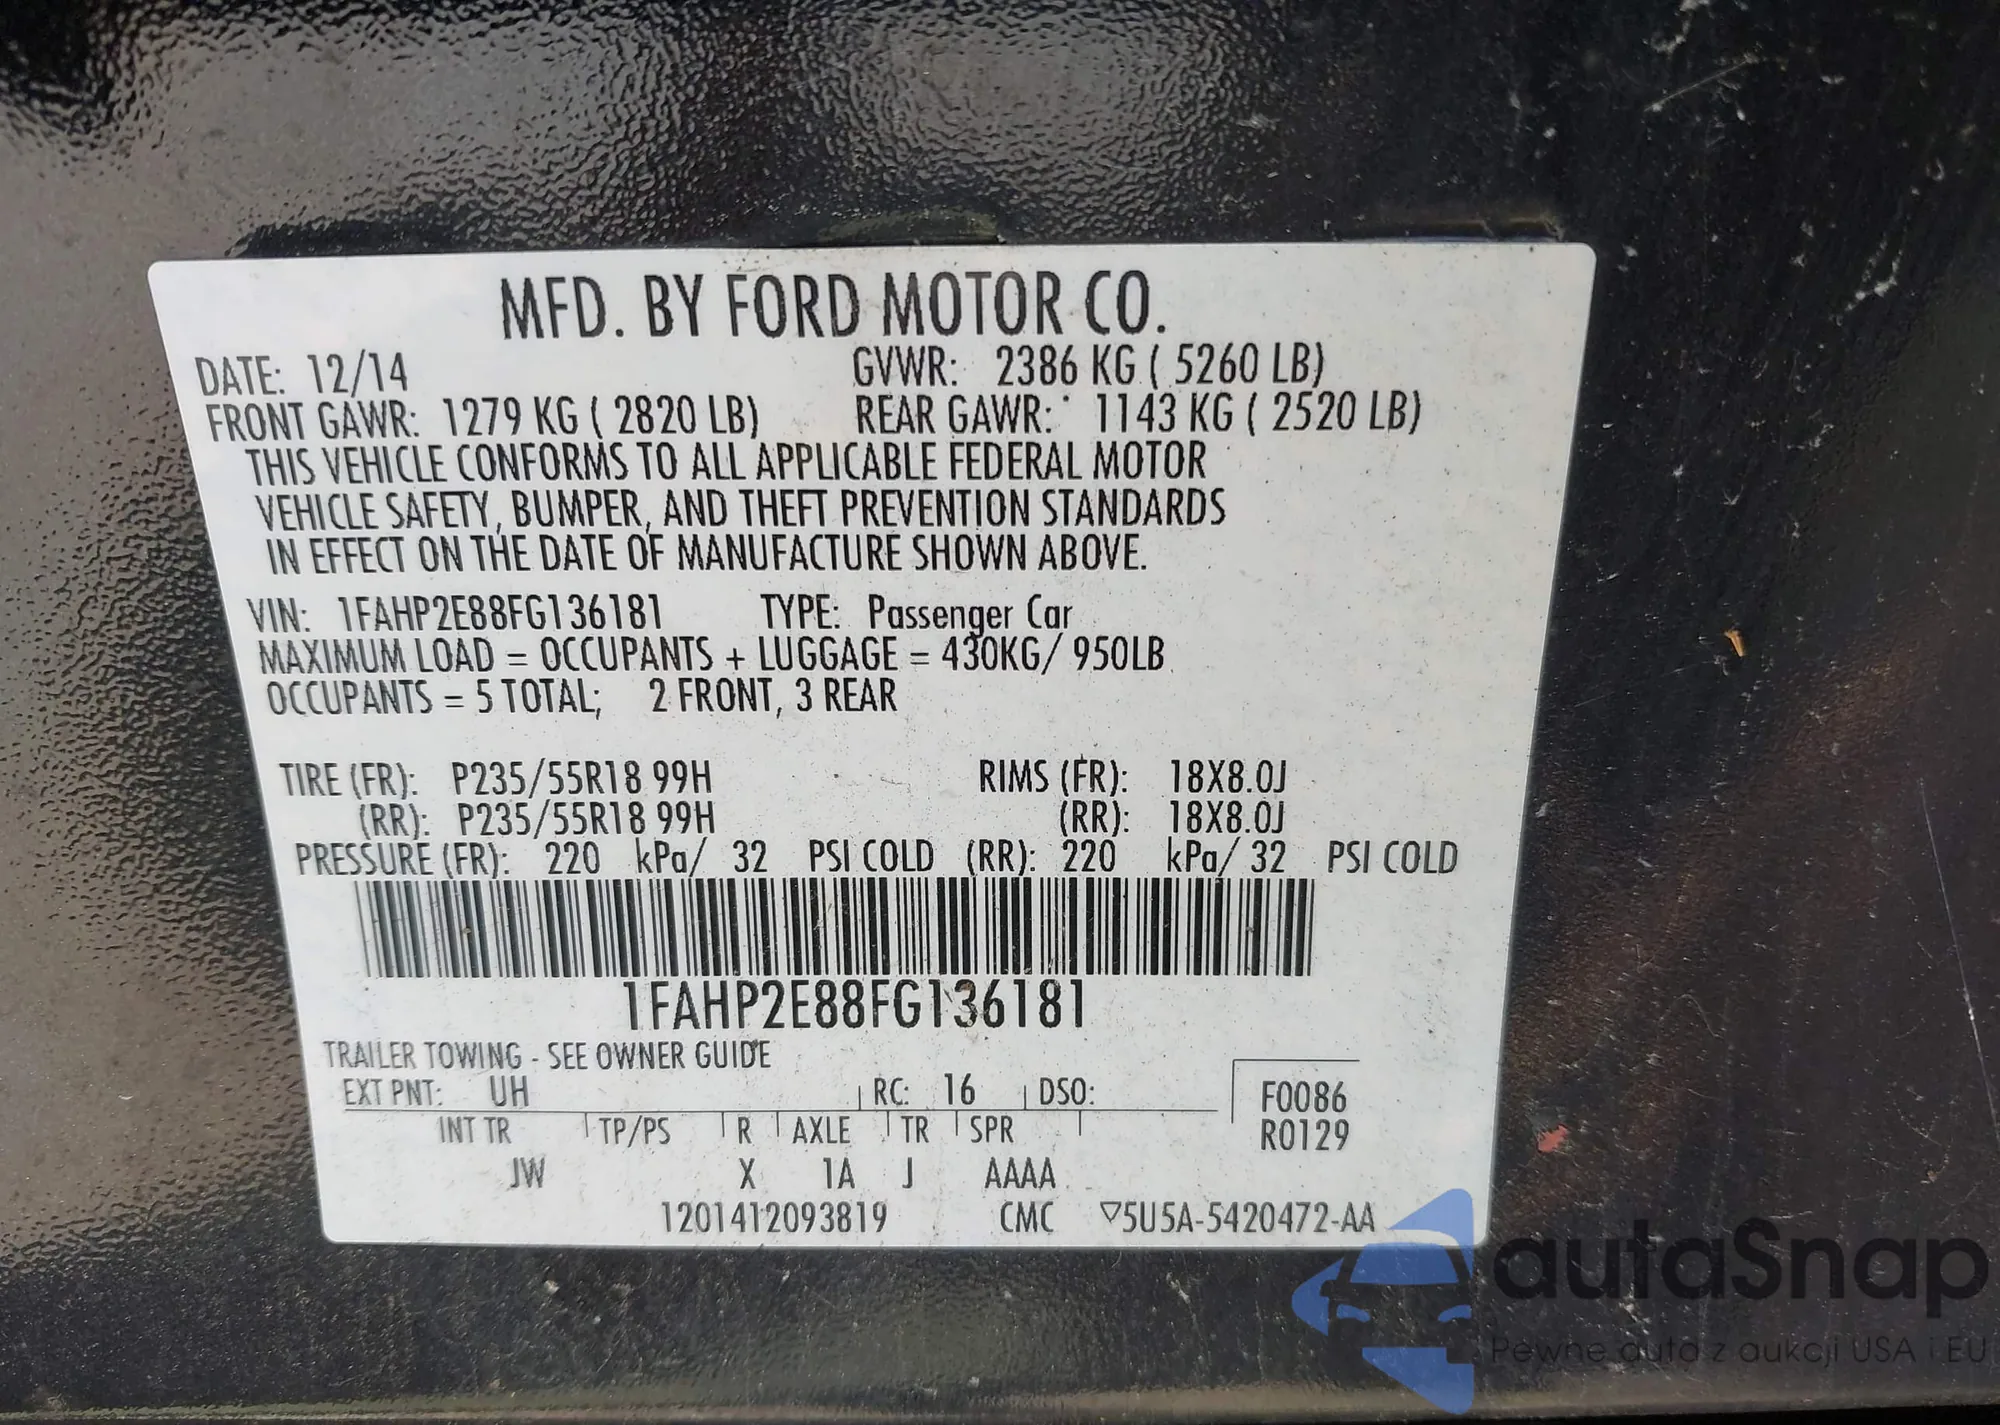 MFD. BY FORD MOTOR CO.
DATE: 12/14 GVWR: 2386 KG ( 5260 LB)
FRONT GAWR: 1279 KG ( 2820 LB) REAR GAWR: 1143 KG ( 2520 LB)
THIS VEHICLE CONFORMS TO ALL APPLICABLE FEDERAL MOTOR
VEHICLE SAFETY, BUMPER, AND THEFT PREVENTION STANDARDS
IN EFFECT ON THE DATE OF MANUFACTURE SHOWN ABOVE.
VIN: 1FAHP2E88FG136181 TYPE: Passenger Car
MAXIMUM LOAD = OCCUPANTS + LUGGAGE = 430KG/ 950LB
OCCUPANTS = 5 TOTAL; 2 FRONT, 3 REAR
TIRE (FR): P235/55R18 99H RIMS (FR): 18X8.0J
(RR): P235/55R18 99H (RR): 18X8.0J
PRESSURE (FR): 220 kPa/ 32 PSI COLD (RR): 220 kPa/ 32 PSI COLD
1FAHP2E88FG136181
TRAILER TOWING - SEE OWNER GUIDE
EXT PNT: UH RC: 16 DSO: F0086
INT TR TP/PS R AXLE TR SPR R0129
JW X 1A J AAAA
1201412093819 CMC ▽5U5A-5420472-AA
autaSnap
Pewne auta z aukcji USA i EU